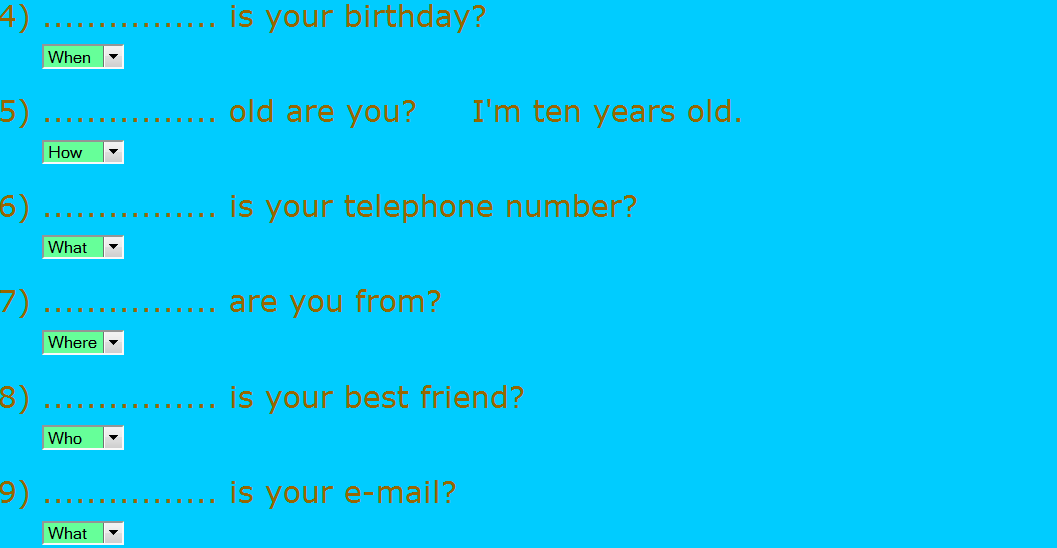 4) ................ is your birthday?
When
5) ................ old are you? I'm ten years old.
How
6) ................ is your telephone number?
What
7) ................ are you from?
Where
8) ................ is your best friend?
Who
9) ................ is your e-mail?
What